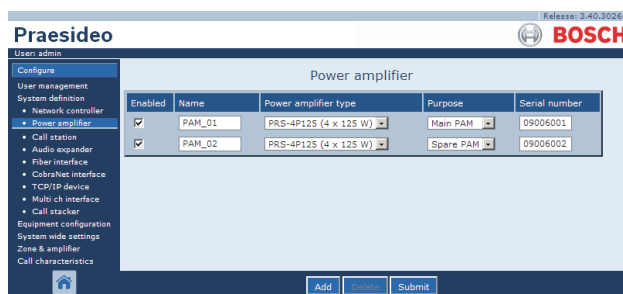 Release: 3.40.3026
Praesideo
BOSCH
User: admin
Configure
User management
System definition
• Network controller
• Power amplifier
• Call station
• Audio expander
• Fiber interface
• CobraNet interface
• TCP/IP device
• Multi ch interface
• Call stacker
Equipment configuration
System wide settings
Zone & amplifier
Call characteristics
Power amplifier
Enabled Name Power amplifier type Purpose Serial number
PAM_01 PRS-4P125 (4 x 125 W) Main PAM 09006001
PAM_02 PRS-4P125 (4 x 125 W) Spare PAM 09006002
Add Delete Submit